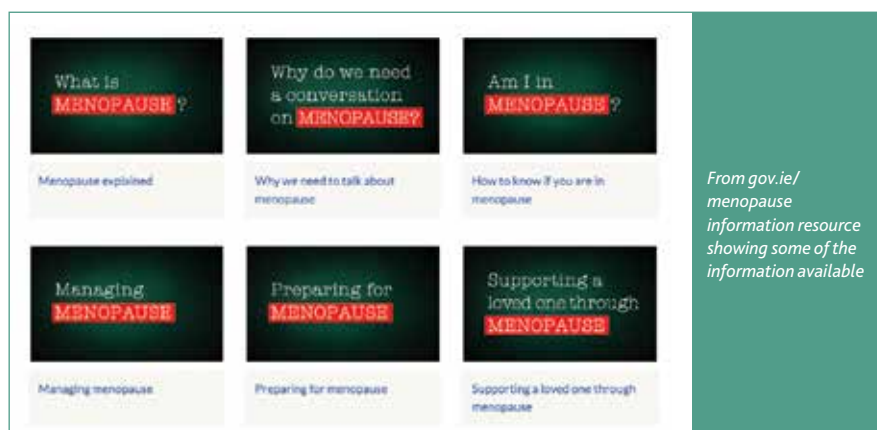 What is
MENOPAUSE?
Why do we need
a conversation
on MENOPAUSE?
Am I in
MENOPAUSE?
Menopause explained
Why we need to talk about
menopause
How to know if you are in
menopause
Managing
MENOPAUSE
Preparing for
MENOPAUSE
Supporting a
loved one through
MENOPAUSE
Managing menopause
Preparing for menopause
Supporting a loved one through
menopause
From gov.ie/
menopause
information resource
showing some of the
information available